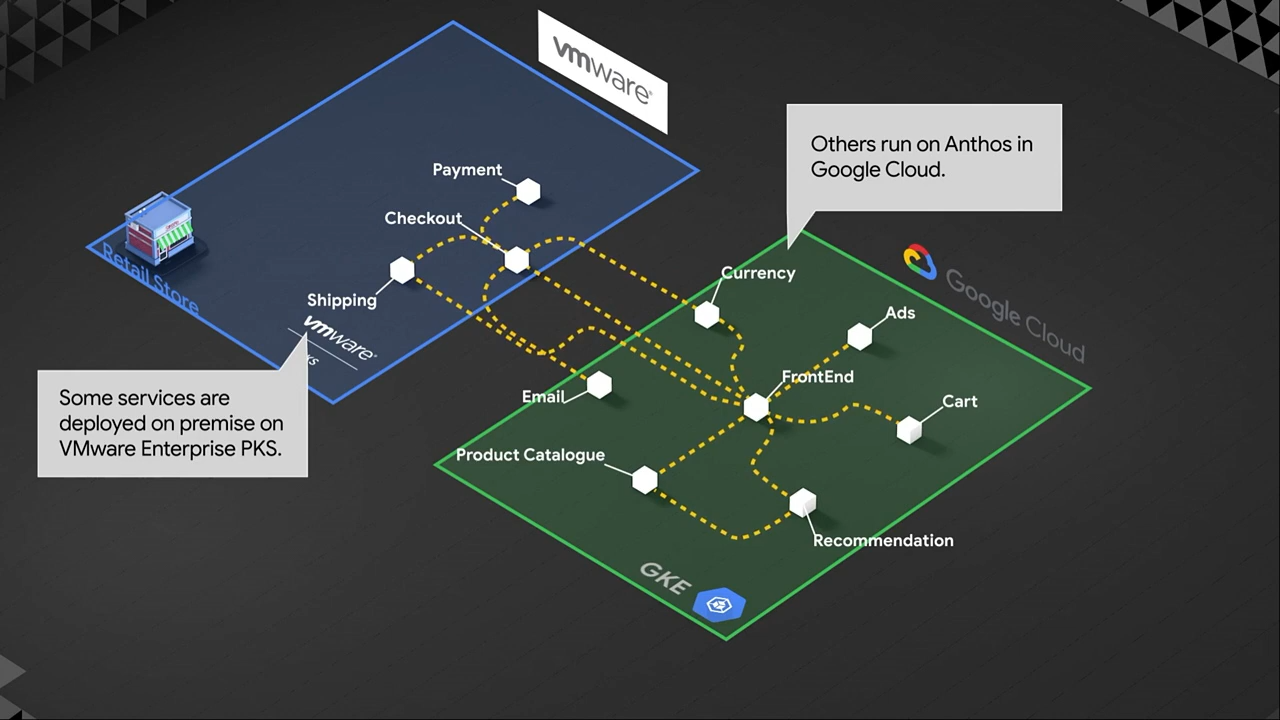 vmware
Others run on Anthos in
Google Cloud.
Payment
Checkout
Retail Store
Shipping
Currency
Google Cloud
Ads
vmware
FrontEnd
Some services are
deployed on premise on
VMware Enterprise PKS.
Email
Cart
Product Catalogue
Recommendation
GKE